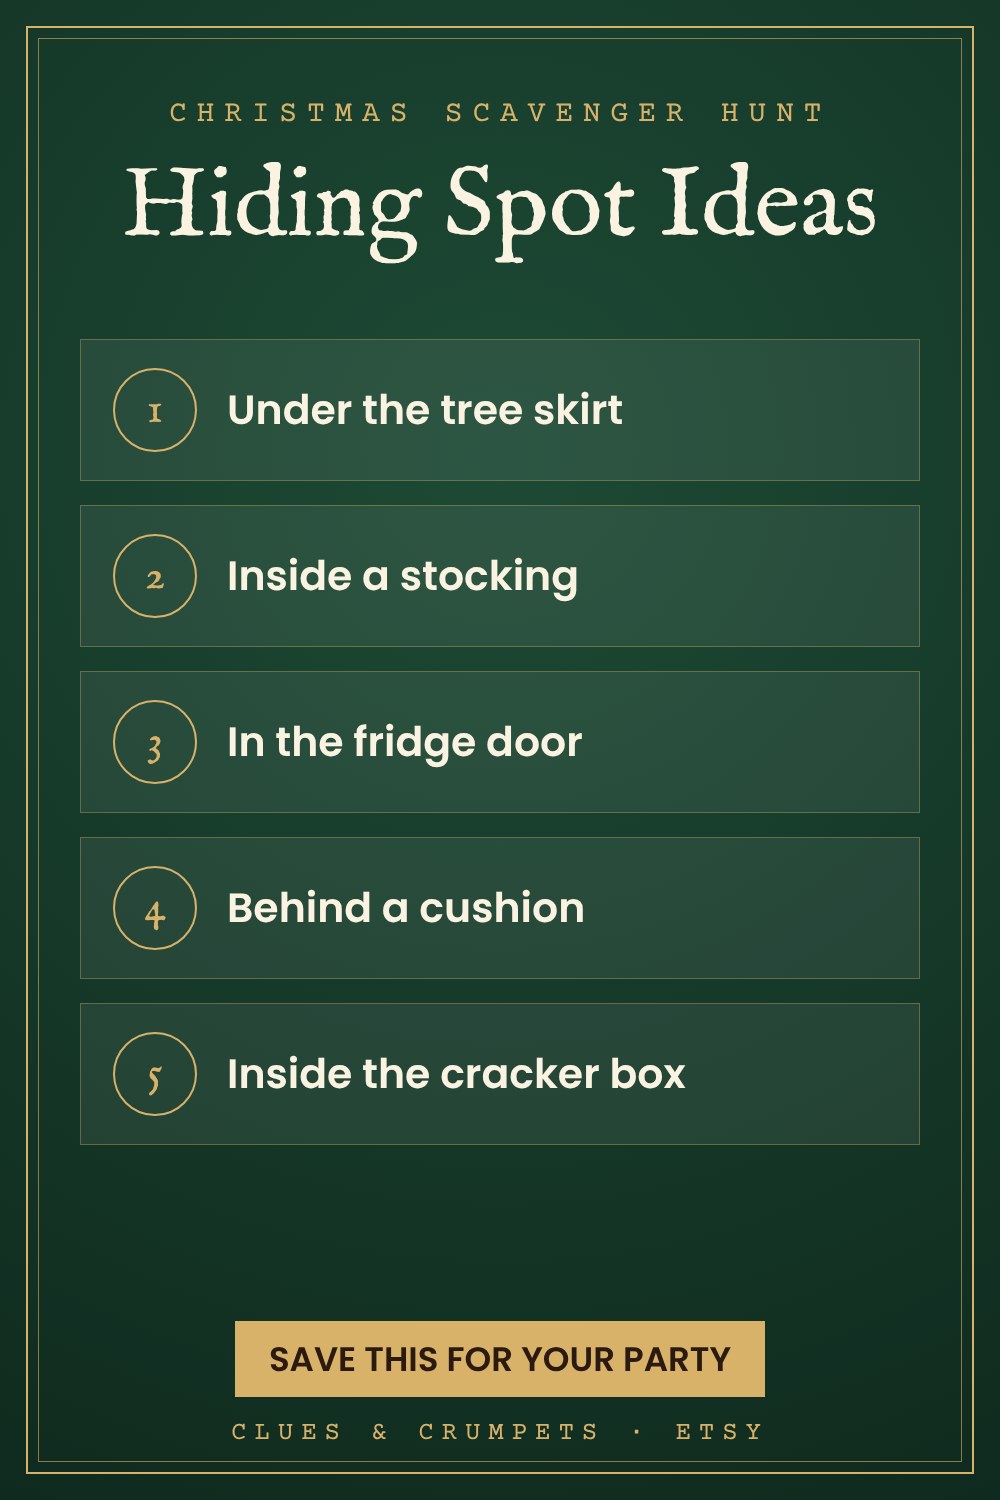 CHRISTMAS SCAVENGER HUNT
Hiding Spot Ideas
1 Under the tree skirt
2 Inside a stocking
3 In the fridge door
4 Behind a cushion
5 Inside the cracker box
SAVE THIS FOR YOUR PARTY
CLUES & CRUMPETS · ETSY